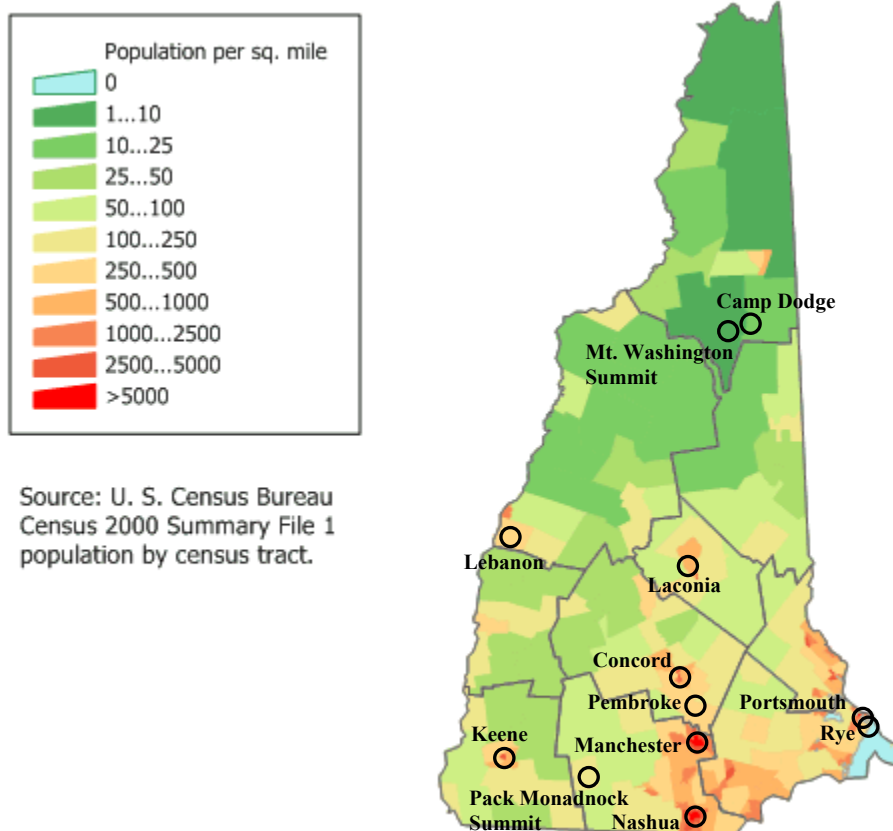 Population per sq. mile
0
1...10
10...25
25...50
50...100
100...250
250...500
500...1000
1000...2500
2500...5000
>5000
Source: U. S. Census Bureau
Census 2000 Summary File 1
population by census tract.
Camp Dodge
Mt. Washington
Summit
Lebanon
Laconia
Concord
Pembroke
Portsmouth
Rye
Keene
Manchester
Pack Monadnock
Summit
Nashua